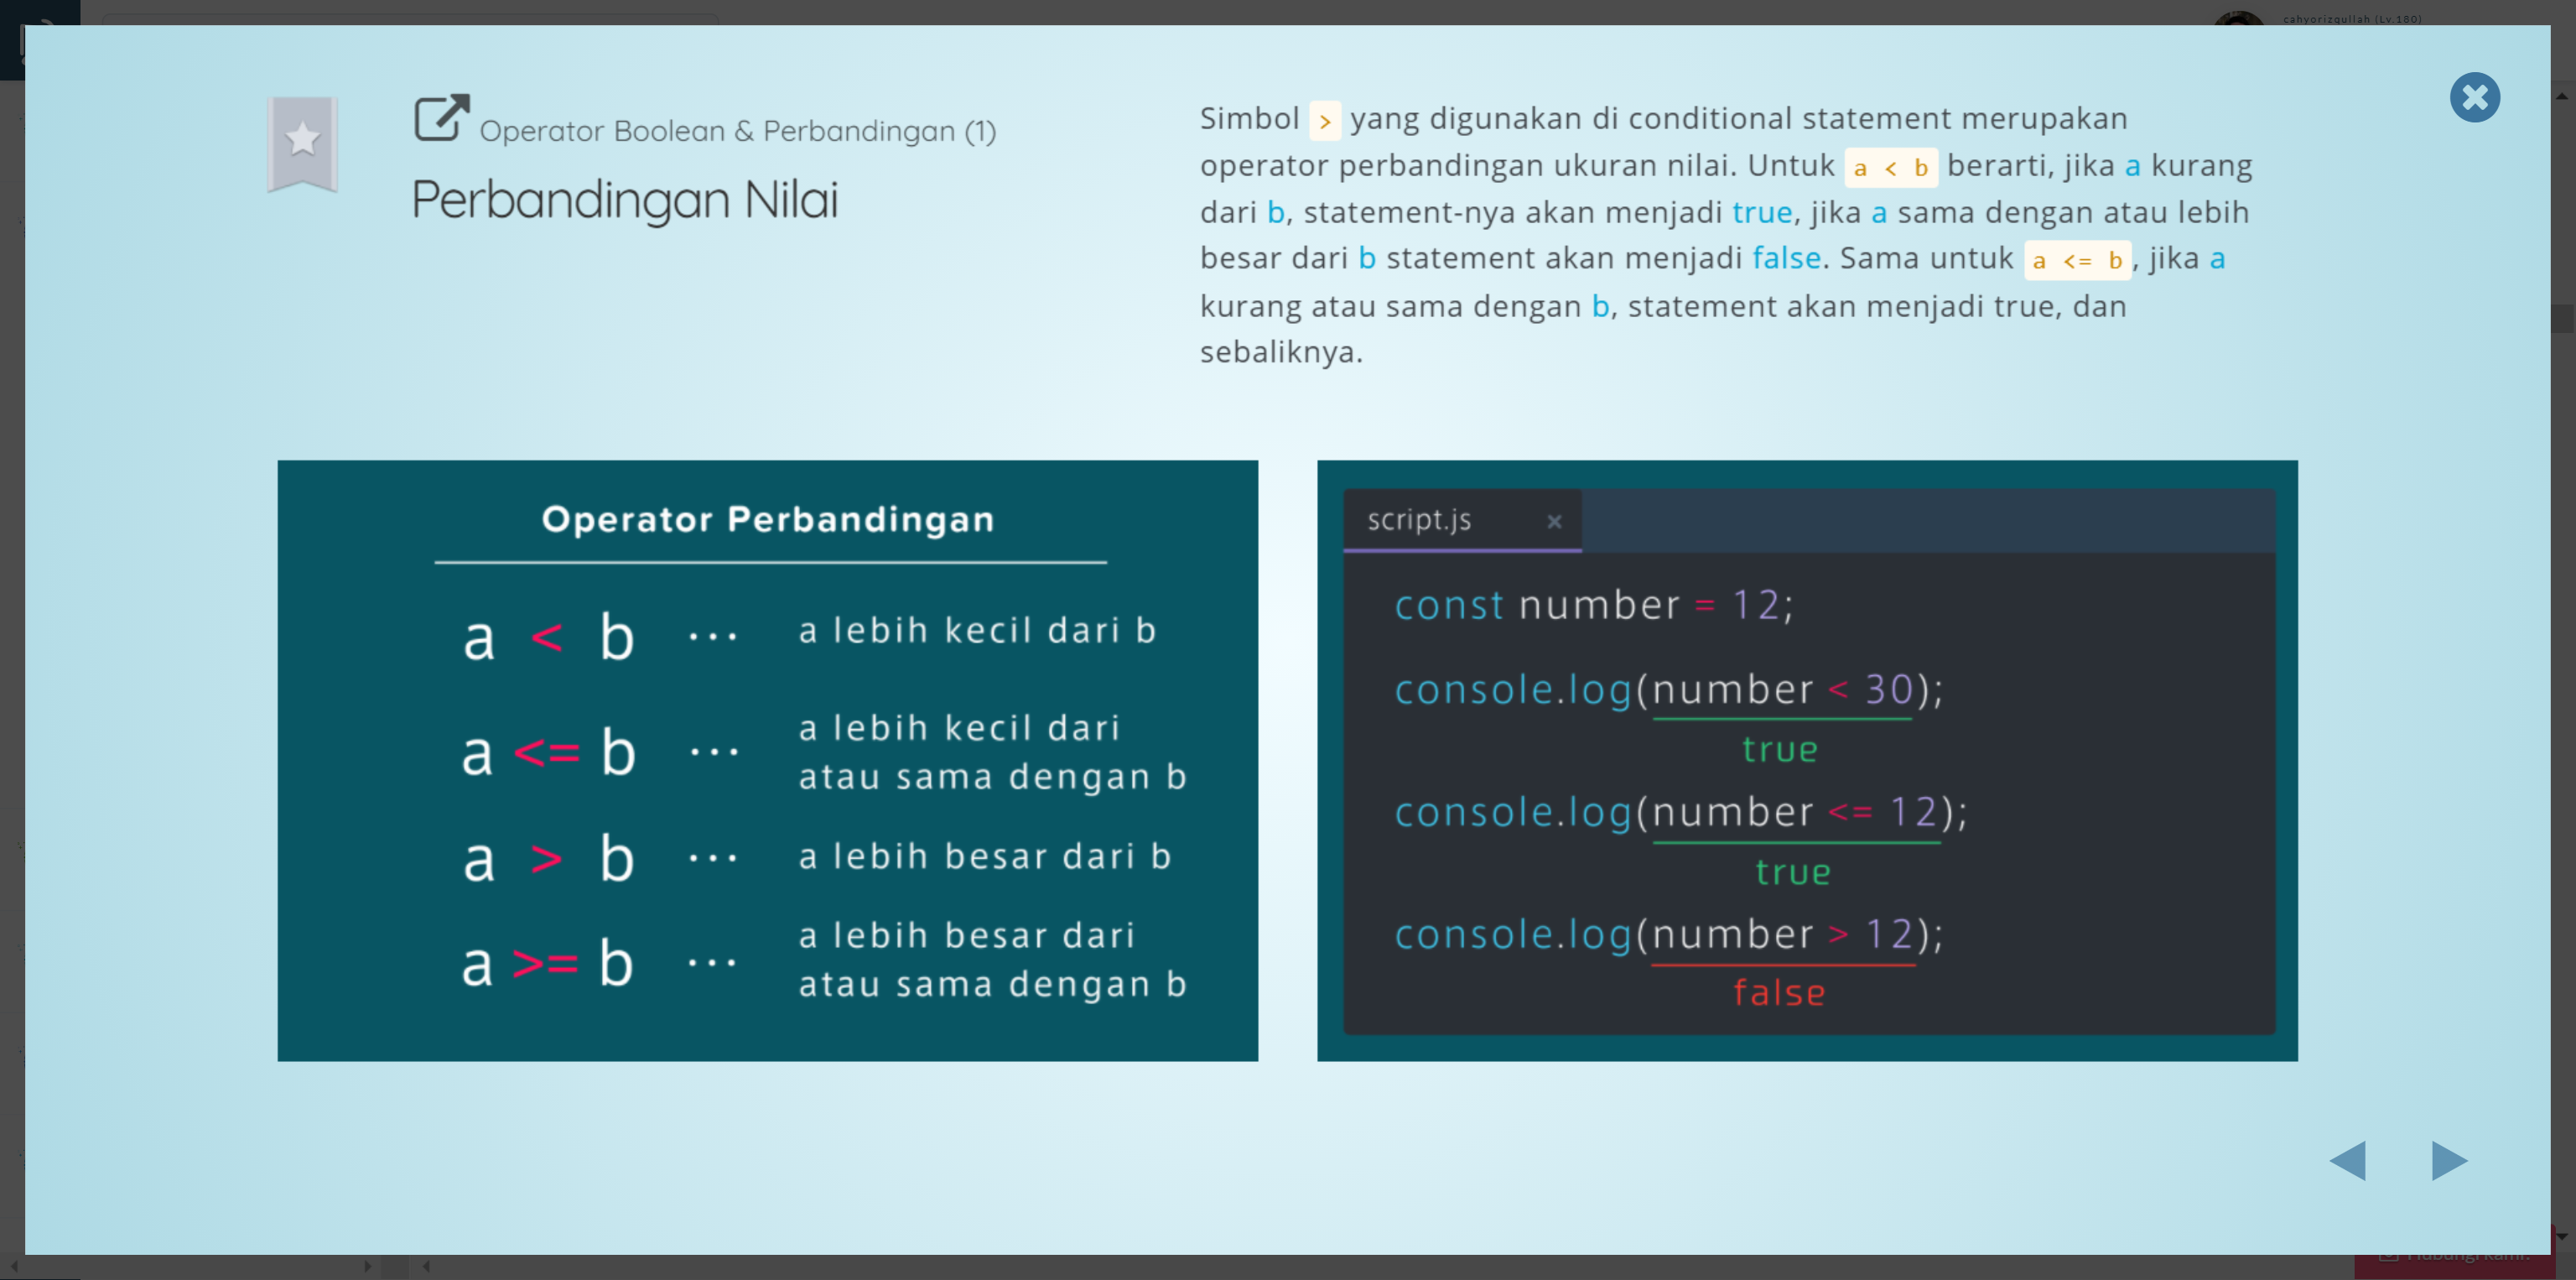 cahyorizqullah (Lv.180)
Operator Boolean & Perbandingan (1)
Perbandingan Nilai
Simbol > yang digunakan di conditional statement merupakan
operator perbandingan ukuran nilai. Untuk a < b berarti, jika a kurang
dari b, statement-nya akan menjadi true, jika a sama dengan atau lebih
besar dari b statement akan menjadi false. Sama untuk a <= b, jika a
kurang atau sama dengan b, statement akan menjadi true, dan
sebaliknya.
Operator Perbandingan
a < b ... a lebih kecil dari b
a <= b ... a lebih kecil dari
atau sama dengan b
a > b ... a lebih besar dari b
a >= b ... a lebih besar dari
atau sama dengan b
script.js ×
const number = 12;
console.log(number < 30);
true
console.log(number <= 12);
true
console.log(number > 12);
false
Hubungi kami